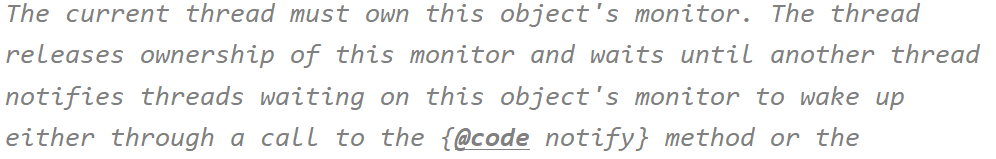 The current thread must own this object's monitor. The thread
releases ownership of this monitor and waits until another thread
notifies threads waiting on this object's monitor to wake up
either through a call to the {@code notify} method or the